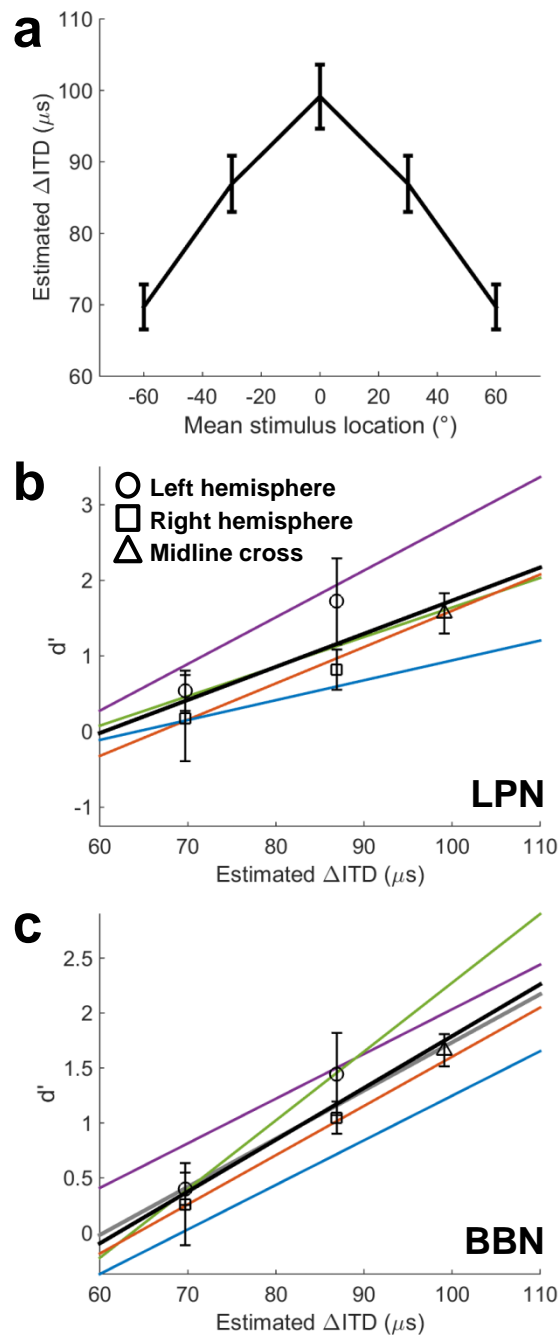 a
110
100
90
80
70
60
Estimated ΔITD (μs)
-60 -40 -20 0 20 40 60
Mean stimulus location (°)
b
Left hemisphere
Right hemisphere
Midline cross
3
2
1
0
-1
d'
LPN
60 70 80 90 100 110
Estimated ΔITD (μs)
c
2.5
2
1.5
1
0.5
0
d'
BBN
60 70 80 90 100 110
Estimated ΔITD (μs)